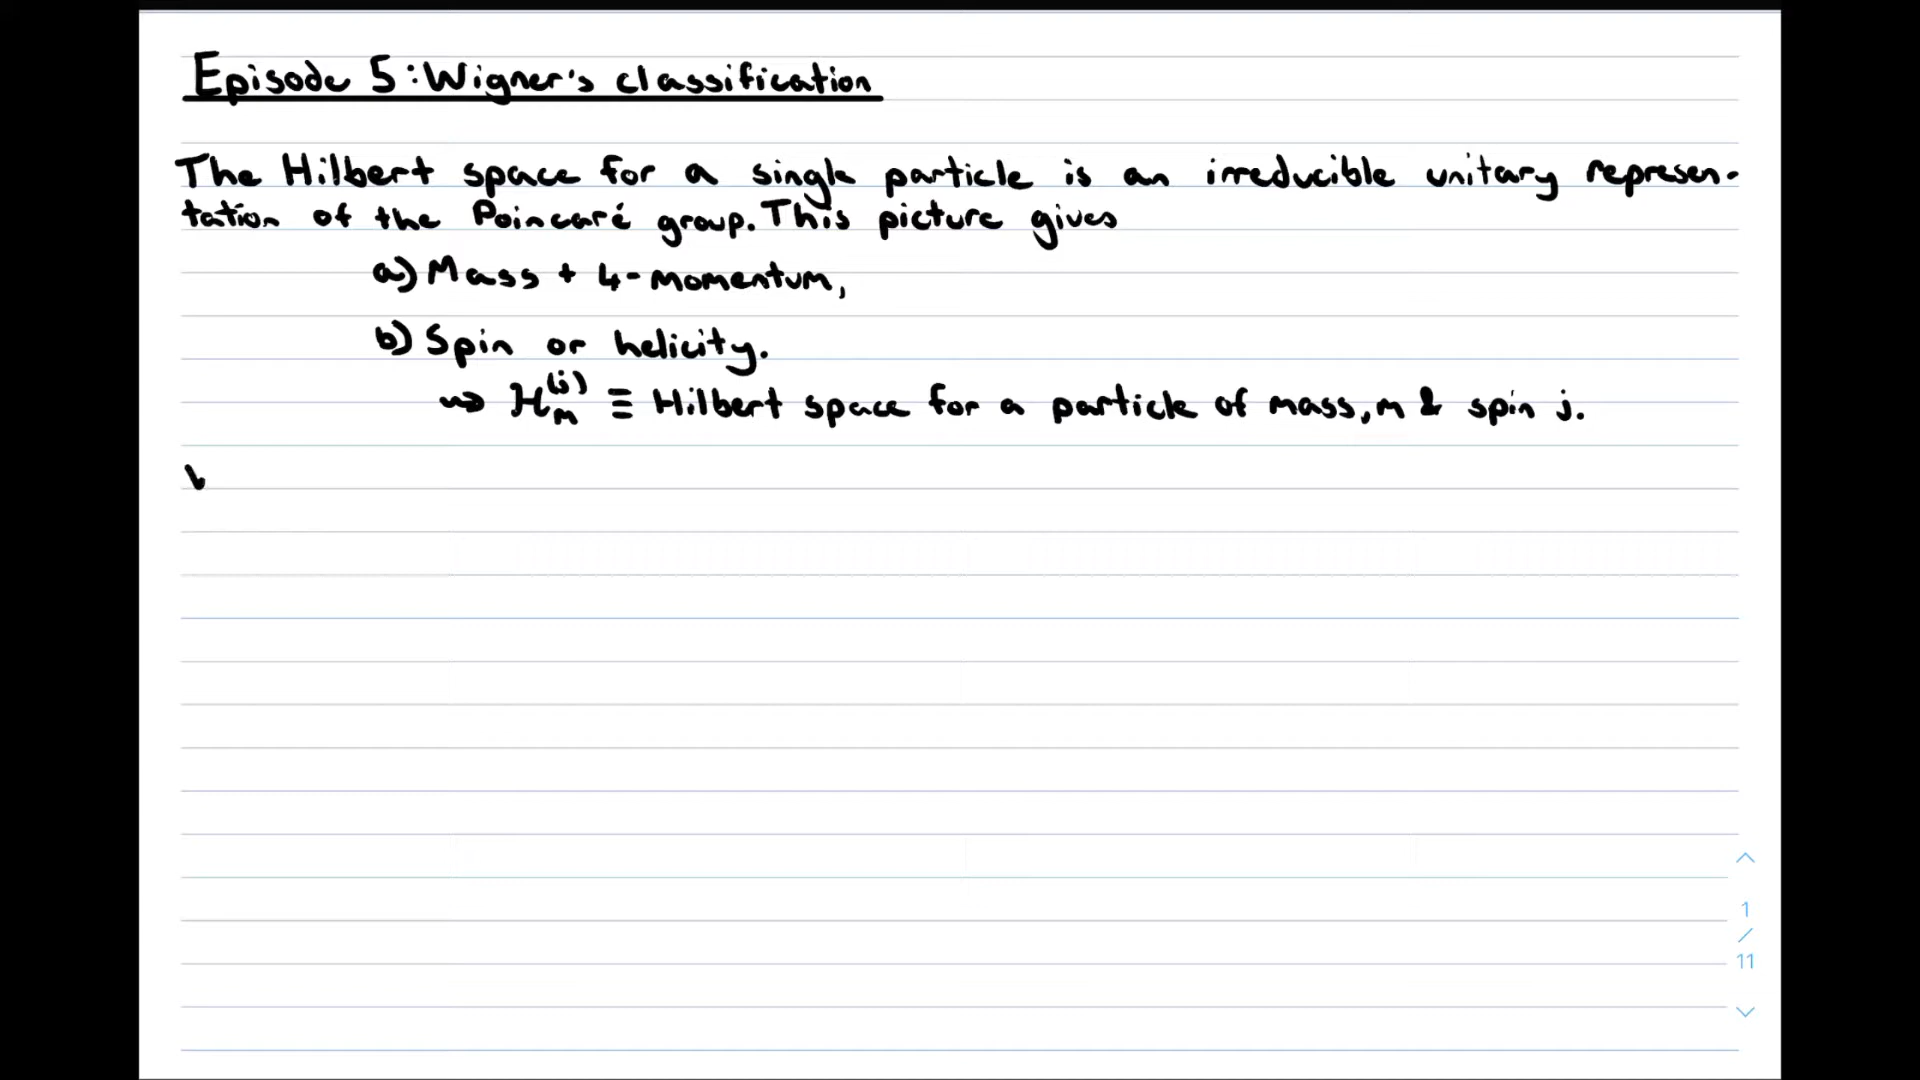 Episode 5: Wigner's classification
The Hilbert space for a single particle is an irreducible unitary represen-
tation of the Poincaré group. This picture gives
a) Mass + 4-momentum,
b) Spin or helicity.
⇝ ℋₘ⁽ʲ⁾ ≡ Hilbert space for a particle of mass, m & spin j.
1
/
11